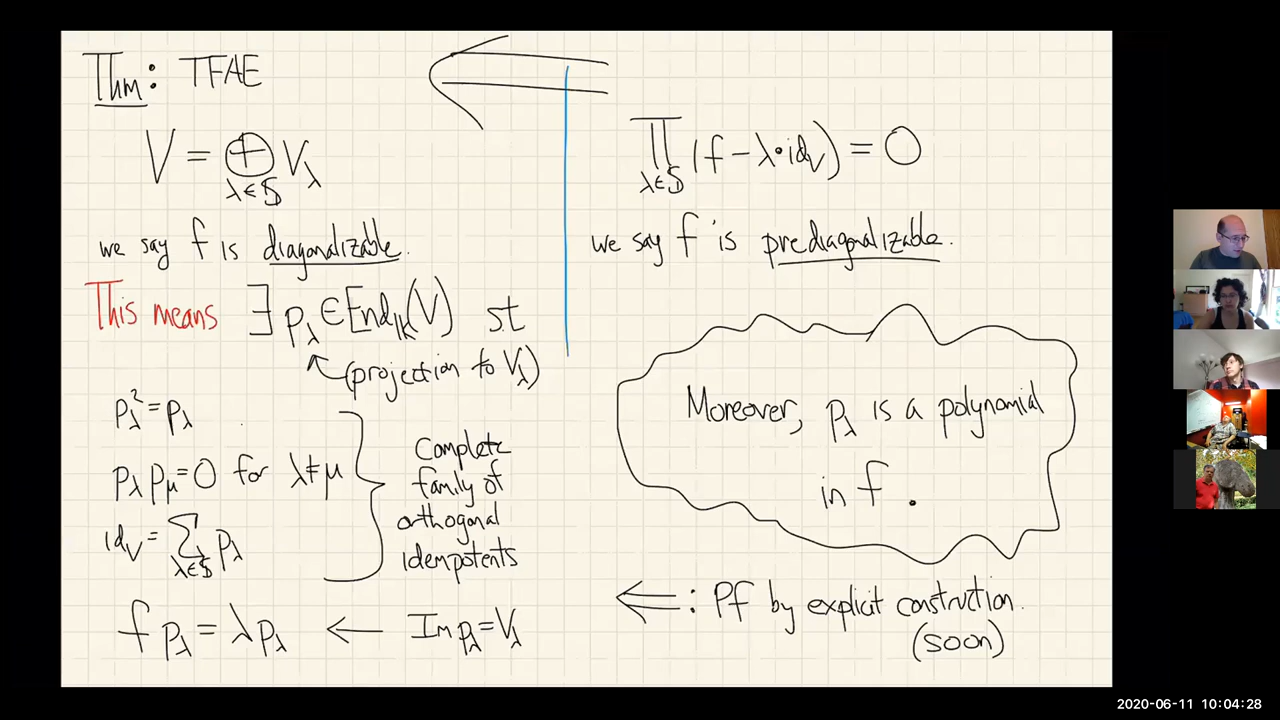 Thm: TFAE
V = ⊕ V_λ
λ∈𝕊
we say f is diagonalizable.
This means ∃ p_λ ∈ End_𝕜(V) st
(projection to V_λ)
p_λ² = p_λ
p_λ p_μ = 0 for λ≠μ
id_V = Σ p_λ
λ∈𝕊
Complete
family of
orthogonal
idempotents
f p_λ = λ p_λ ← Im p_λ = V_λ
⇐
∏ (f − λ•id_V) = 0
λ∈𝕊
we say f is prediagonalizable.
Moreover, p_λ is a polynomial
in f.
⇐: Pf by explicit construction.
(soon)
2020-06-11 10:04:28